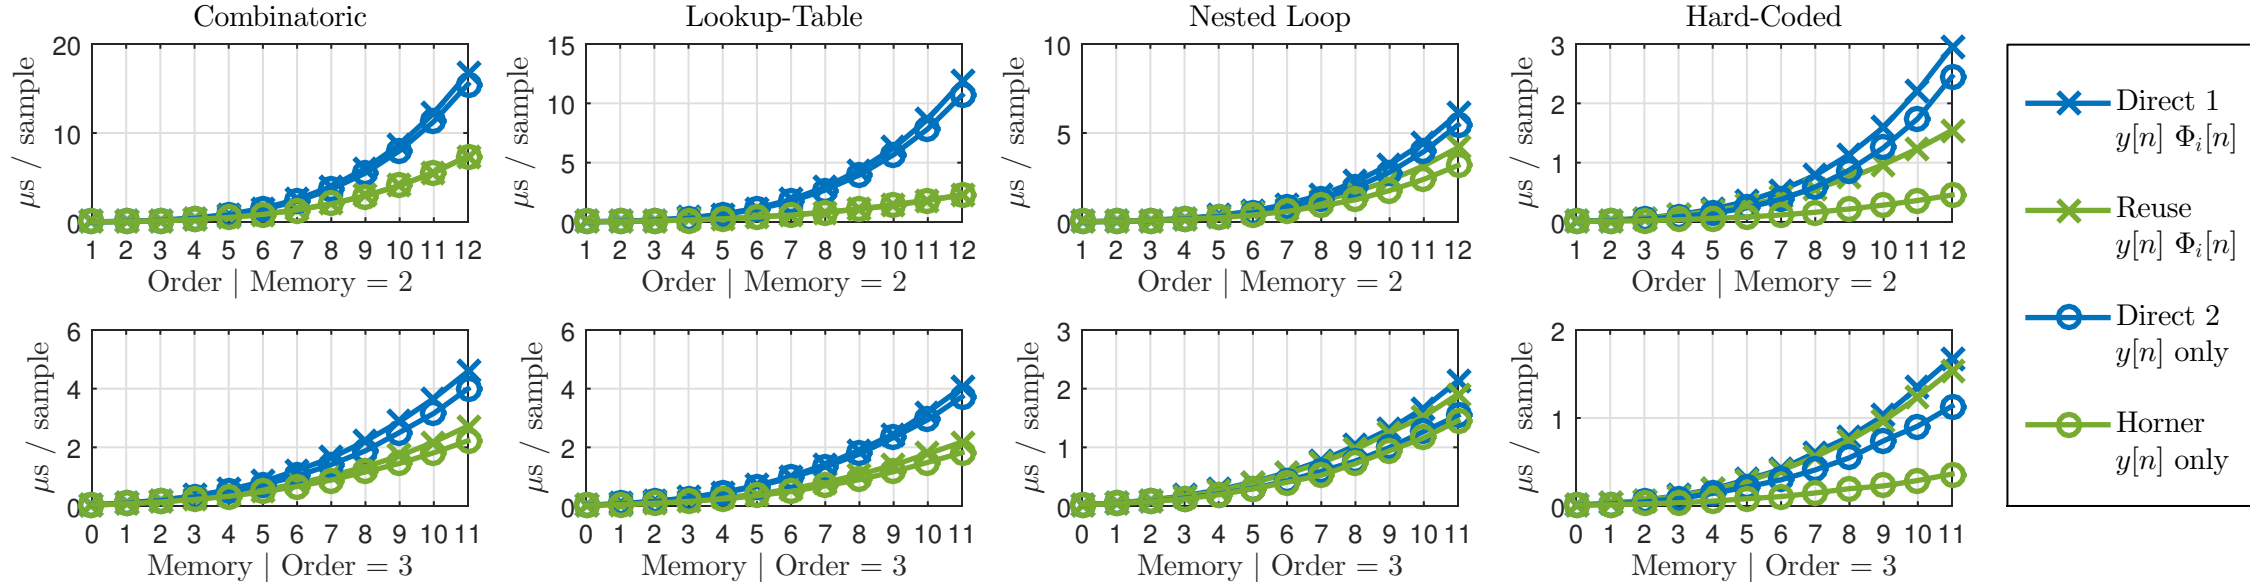 Combinatoric
Lookup-Table
Nested Loop
Hard-Coded
μs / sample
20
10
0
1 2 3 4 5 6 7 8 9 10 11 12
Order | Memory = 2
μs / sample
15
10
5
0
1 2 3 4 5 6 7 8 9 10 11 12
Order | Memory = 2
μs / sample
10
5
0
1 2 3 4 5 6 7 8 9 10 11 12
Order | Memory = 2
μs / sample
3
2
1
0
1 2 3 4 5 6 7 8 9 10 11 12
Order | Memory = 2
μs / sample
6
4
2
0
0 1 2 3 4 5 6 7 8 9 10 11
Memory | Order = 3
μs / sample
6
4
2
0
0 1 2 3 4 5 6 7 8 9 10 11
Memory | Order = 3
μs / sample
3
2
1
0
0 1 2 3 4 5 6 7 8 9 10 11
Memory | Order = 3
μs / sample
2
1
0
0 1 2 3 4 5 6 7 8 9 10 11
Memory | Order = 3
Direct 1
y[n] Φ_i[n]
Reuse
y[n] Φ_i[n]
Direct 2
y[n] only
Horner
y[n] only